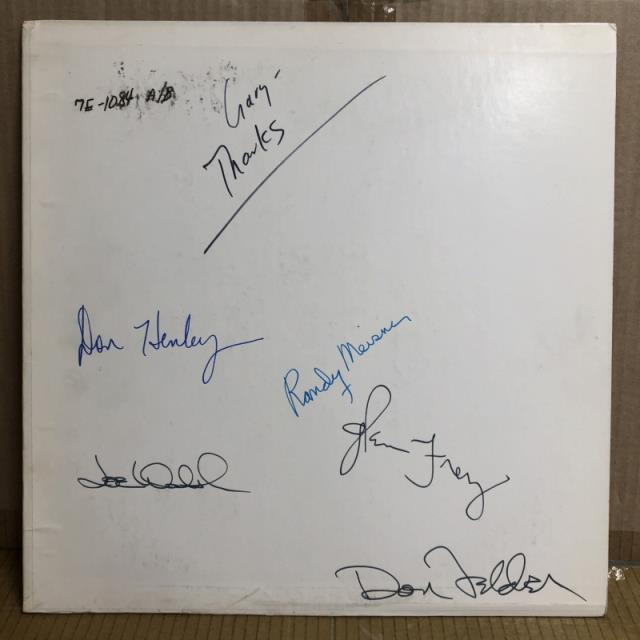 7E-1084 A/B
Gary-
Thanks
Don Henley
Randy Meisner
Glenn Frey
Joe Walsh
Don Felder